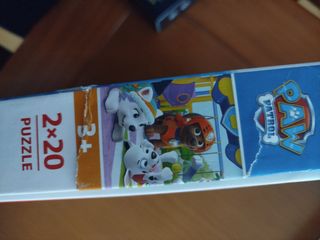 2×20
PUZZLE
3+
PAW
PATROL